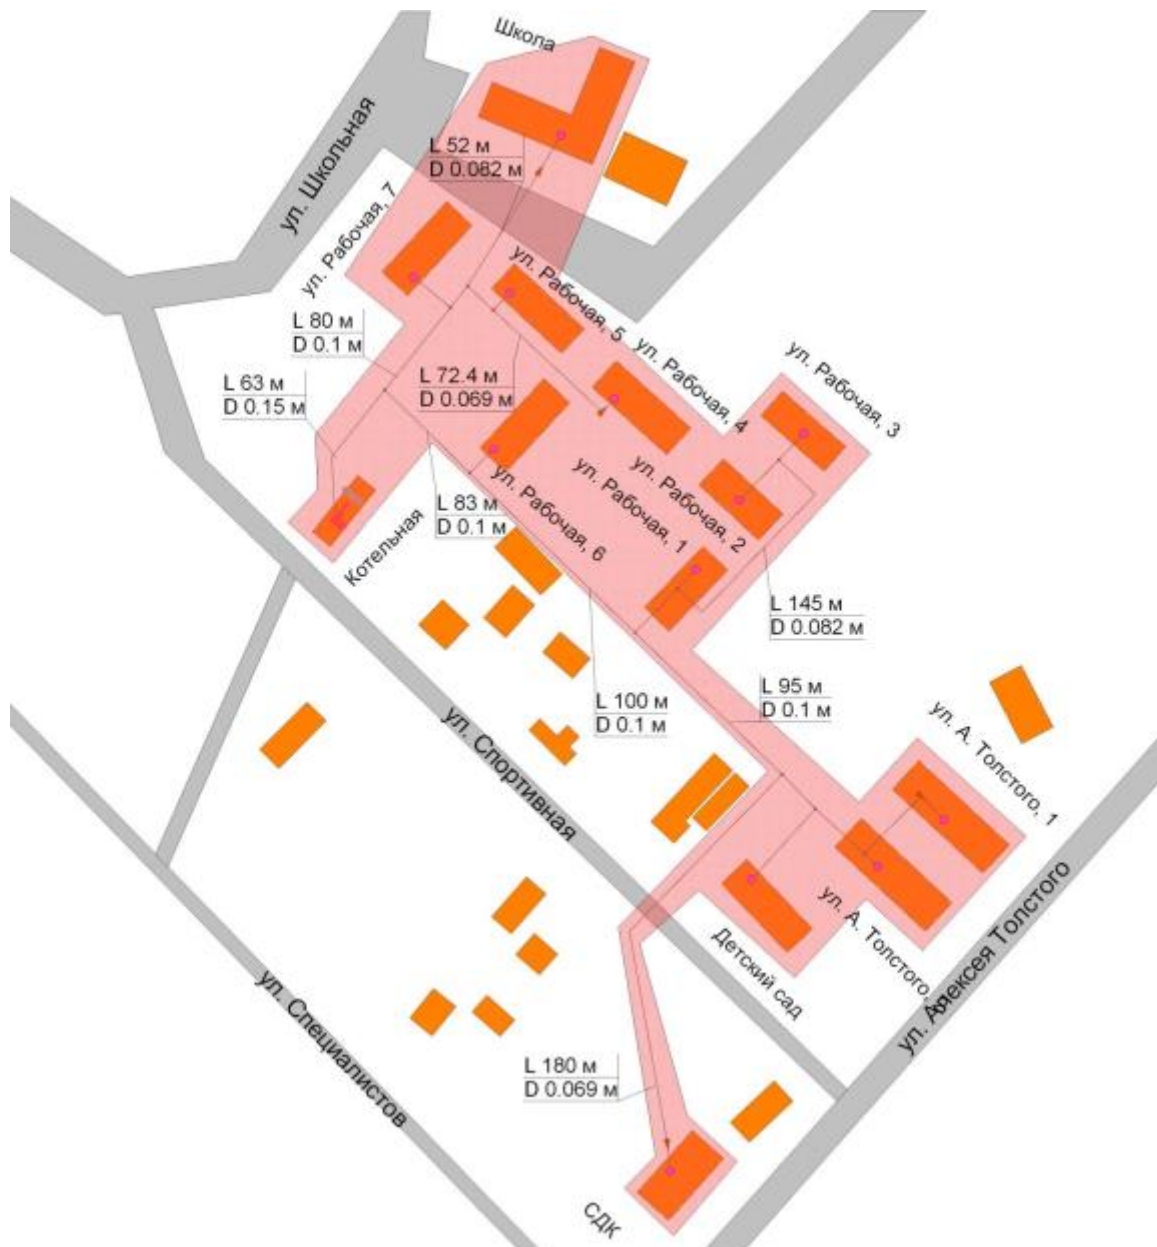 Школа
ул. Школьная
L 52 м
D 0.082 м
ул. Рабочая, 7
ул. Рабочая, 5
L 80 м
D 0.1 м
ул. Рабочая, 4
ул. Рабочая, 3
L 63 м
D 0.15 м
L 72.4 м
D 0.069 м
ул. Рабочая, 2
ул. Рабочая, 1
ул. Рабочая, 6
L 83 м
D 0.1 м
Котельная
L 145 м
D 0.082 м
L 100 м
D 0.1 м
L 95 м
D 0.1 м
ул. А. Толстого, 1
ул. Спортивная
ул. А. Толстого,
Детский сад
ул. Алексея Толстого
ул. Специалистов
L 180 м
D 0.069 м
СДК